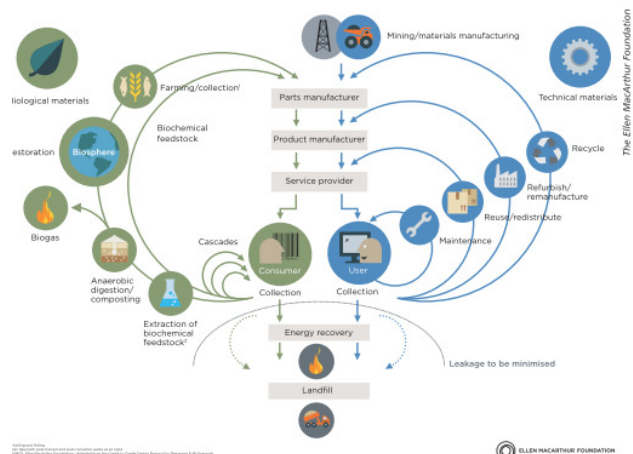 Mining/materials manufacturing
The Ellen MacArthur Foundation
iological materials
Farming/collection¹
Parts manufacturer
Technical materials
Biochemical
feedstock
Product manufacturer
estoration
Biosphere
Recycle
Service provider
Refurbish/
remanufacture
Reuse/redistribute
Biogas
Cascades
Maintenance
Consumer
User
Anaerobic
digestion/
composting
Collection
Collection
Extraction of
biochemical
feedstock²
Energy recovery
Leakage to be minimised
Landfill
ELLEN MACARTHUR FOUNDATION